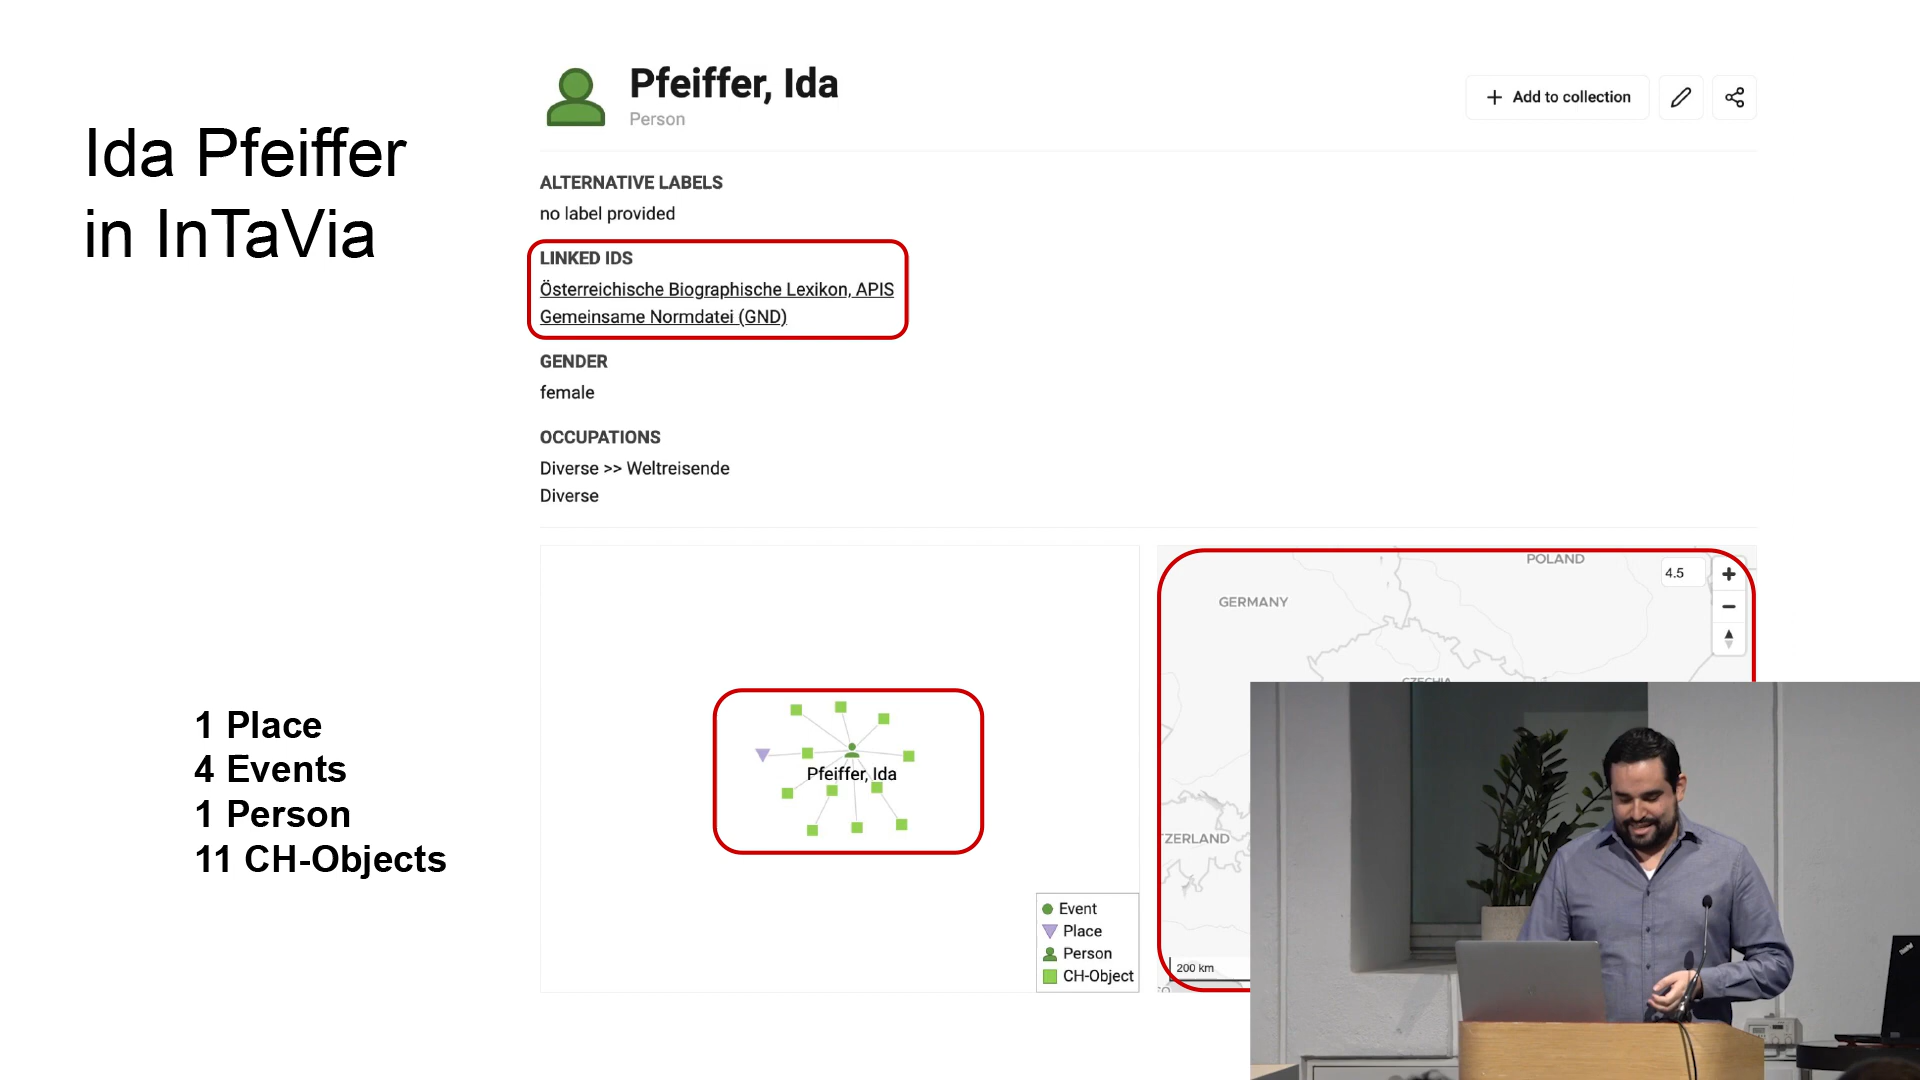 Ida Pfeiffer
in InTaVia
Pfeiffer, Ida
Person
Add to collection
ALTERNATIVE LABELS
no label provided
LINKED IDS
Österreichische Biographische Lexikon, APIS
Gemeinsame Normdatei (GND)
GENDER
female
OCCUPATIONS
Diverse >> Weltreisende
Diverse
1 Place
4 Events
1 Person
11 CH-Objects
Pfeiffer, Ida
Event
Place
Person
CH-Object
POLAND
4.5
GERMANY
CZECHIA
TZERLAND
200 km
ThinkPad